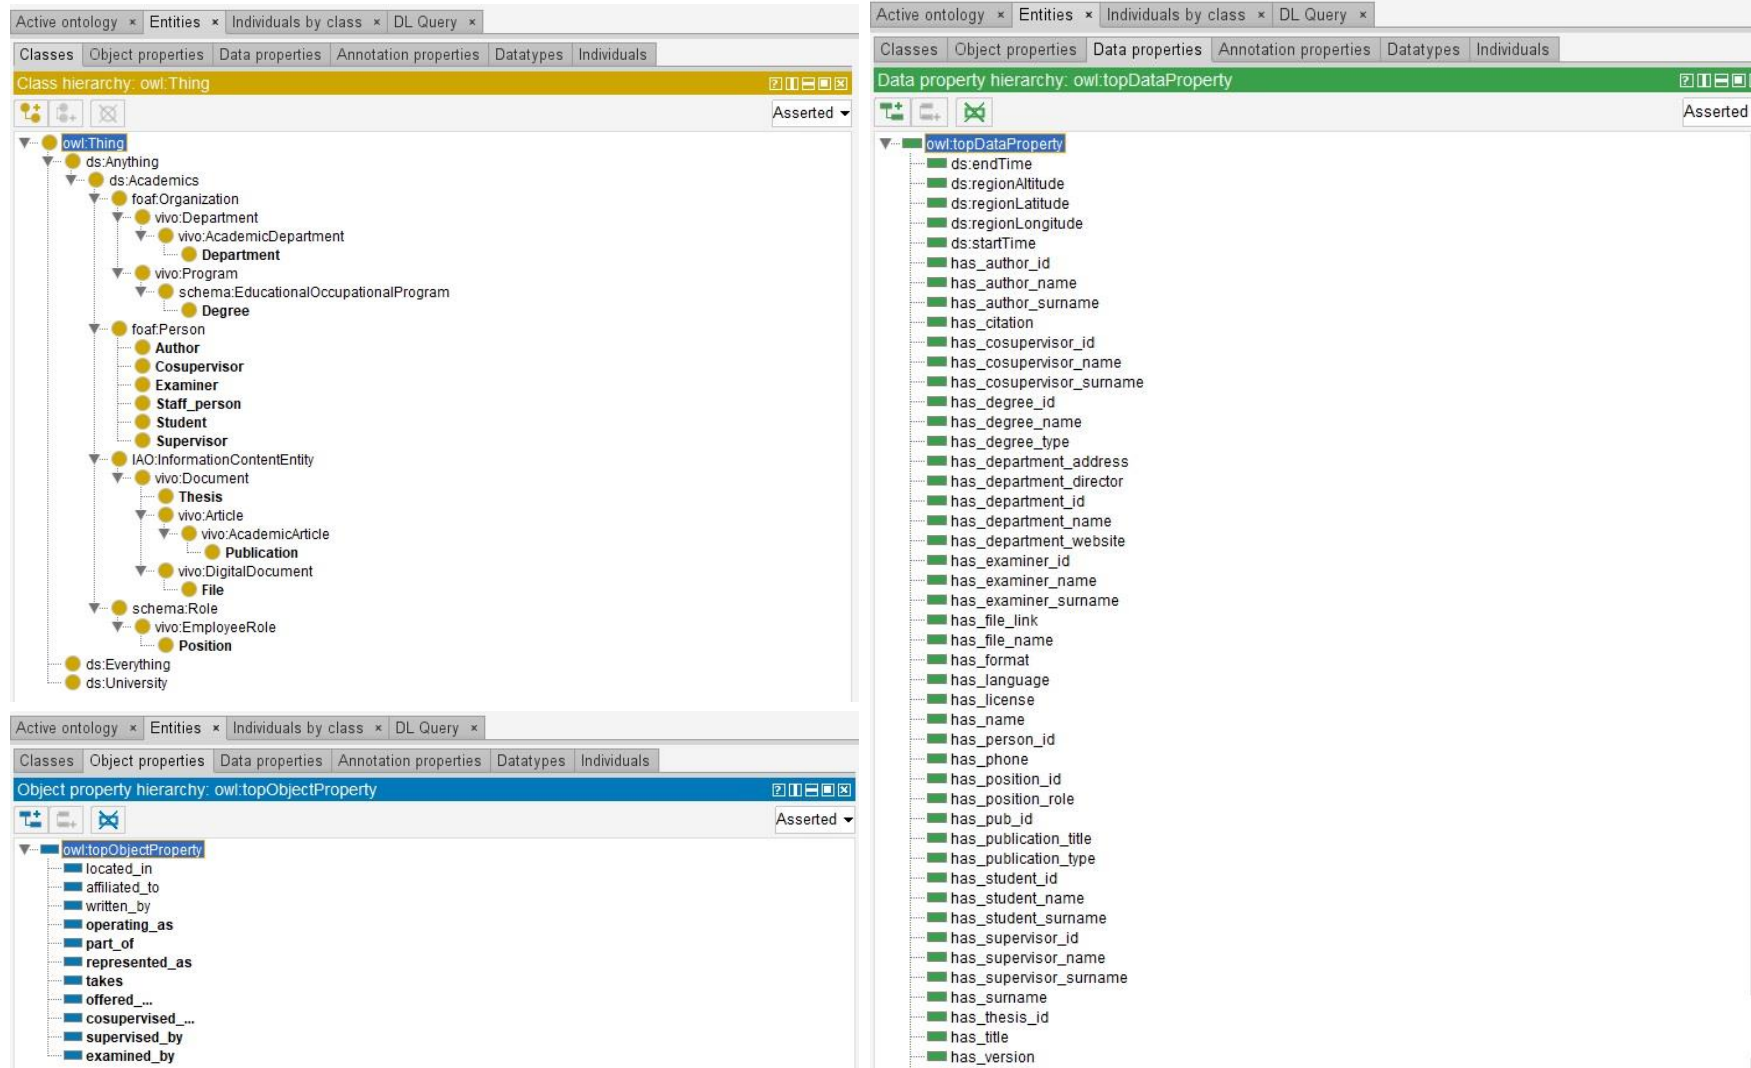 Active ontology × Entities × Individuals by class × DL Query ×
Classes Object properties Data properties Annotation properties Datatypes Individuals
Class hierarchy: owl:Thing
Asserted
owl:Thing
ds:Anything
ds:Academics
foaf:Organization
vivo:Department
vivo:AcademicDepartment
Department
vivo:Program
schema:EducationalOccupationalProgram
Degree
foaf:Person
Author
Cosupervisor
Examiner
Staff_person
Student
Supervisor
IAO:InformationContentEntity
vivo:Document
Thesis
vivo:Article
vivo:AcademicArticle
Publication
vivo:DigitalDocument
File
schema:Role
vivo:EmployeeRole
Position
ds:Everything
ds:University
Active ontology × Entities × Individuals by class × DL Query ×
Classes Object properties Data properties Annotation properties Datatypes Individuals
Object property hierarchy: owl:topObjectProperty
Asserted
owl:topObjectProperty
located_in
affiliated_to
written_by
operating_as
part_of
represented_as
takes
offered_...
cosupervised_...
supervised_by
examined_by
Active ontology × Entities × Individuals by class × DL Query ×
Classes Object properties Data properties Annotation properties Datatypes Individuals
Data property hierarchy: owl:topDataProperty
Asserted
owl:topDataProperty
ds:endTime
ds:regionAltitude
ds:regionLatitude
ds:regionLongitude
ds:startTime
has_author_id
has_author_name
has_author_surname
has_citation
has_cosupervisor_id
has_cosupervisor_name
has_cosupervisor_surname
has_degree_id
has_degree_name
has_degree_type
has_department_address
has_department_director
has_department_id
has_department_name
has_department_website
has_examiner_id
has_examiner_name
has_examiner_surname
has_file_link
has_file_name
has_format
has_language
has_license
has_name
has_person_id
has_phone
has_position_id
has_position_role
has_pub_id
has_publication_title
has_publication_type
has_student_id
has_student_name
has_student_surname
has_supervisor_id
has_supervisor_name
has_supervisor_surname
has_surname
has_thesis_id
has_title
has_version